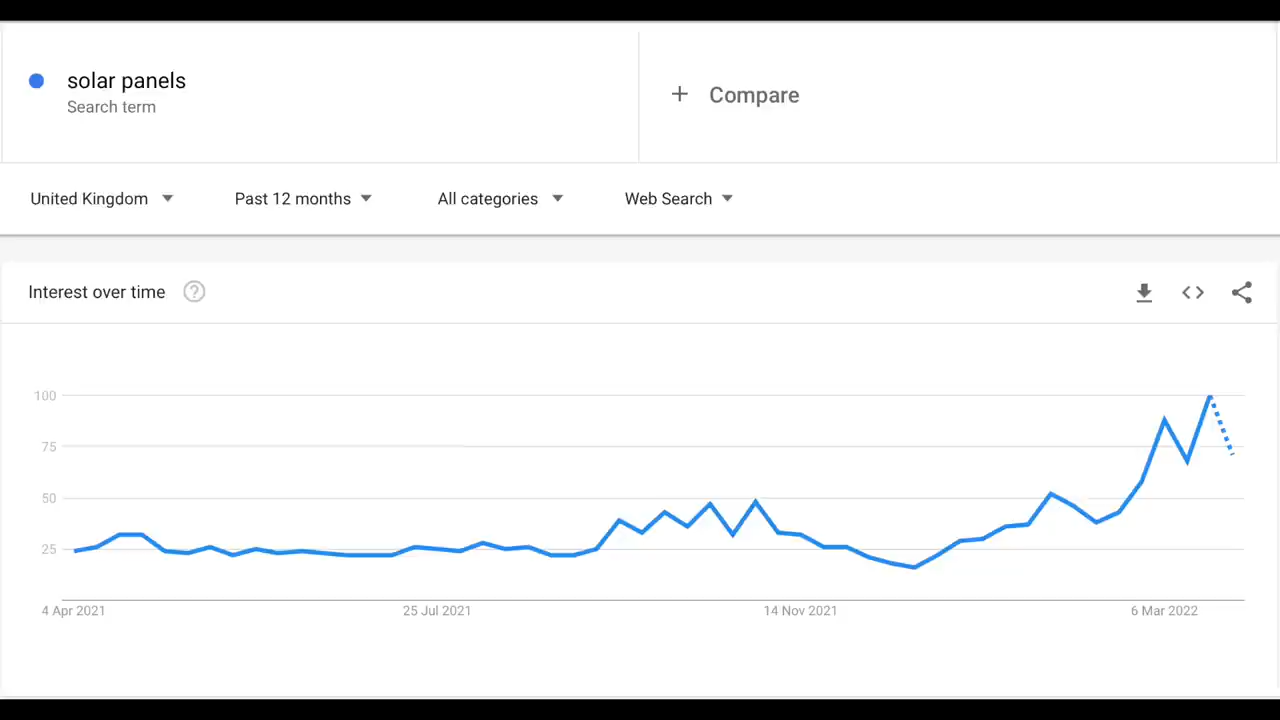 solar panels
Search term
+ Compare
United Kingdom
Past 12 months
All categories
Web Search
Interest over time ?
100
75
50
25
4 Apr 2021
25 Jul 2021
14 Nov 2021
6 Mar 2022